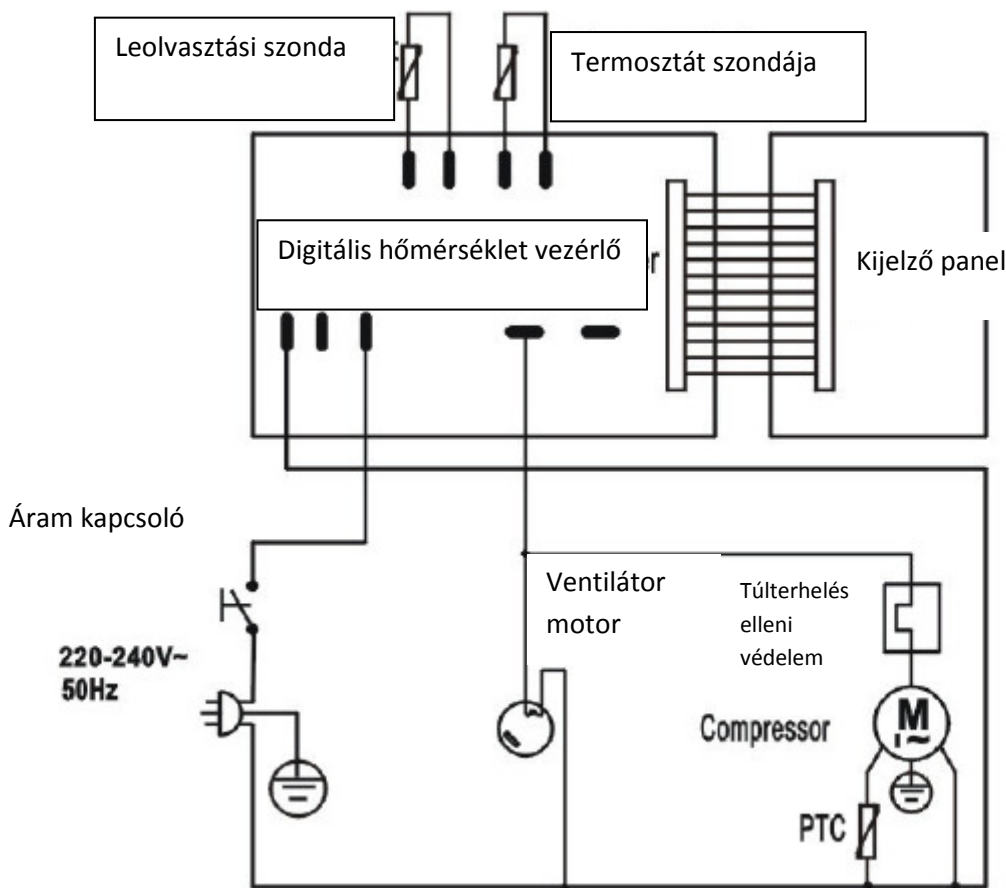 Leolvasztási szonda
Termosztát szondája
Digitális hőmérséklet vezérlő
Kijelző panel
Áram kapcsoló
Ventilátor
motor
Túlterhelés
elleni
védelem
220-240V~
50Hz
Compressor
M
PTC